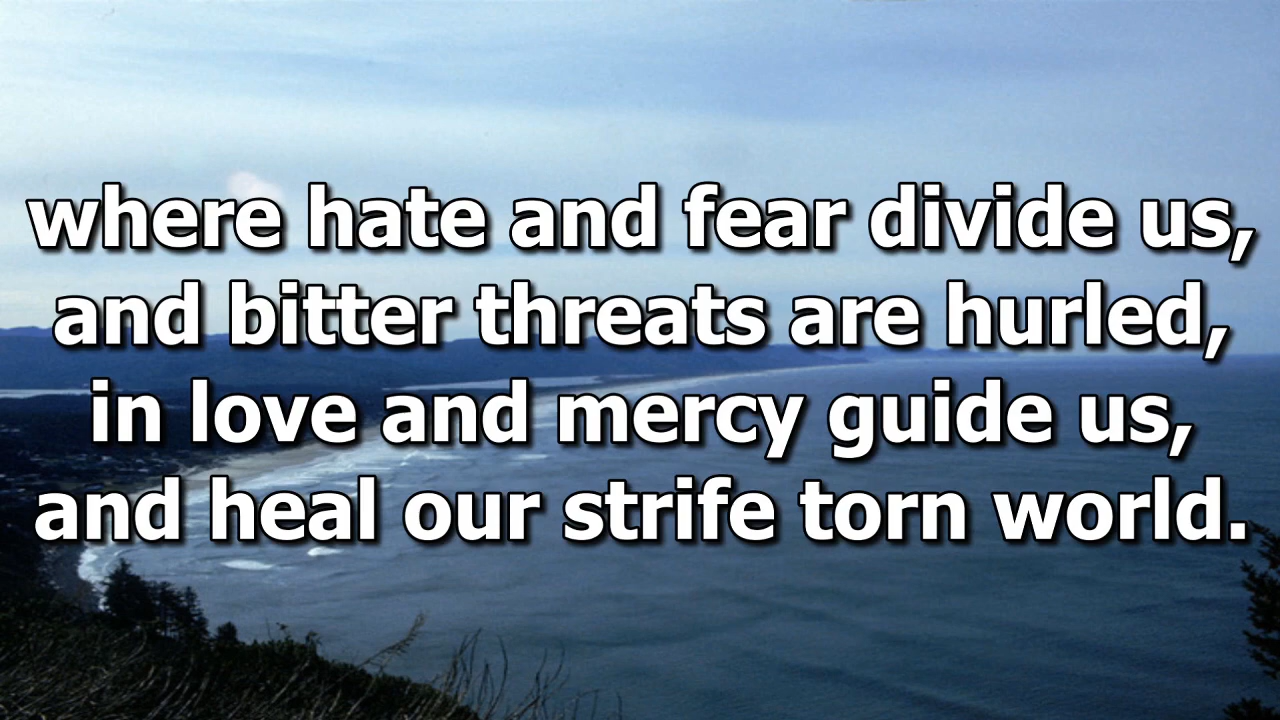 where hate and fear divide us,
and bitter threats are hurled,
in love and mercy guide us,
and heal our strife torn world.